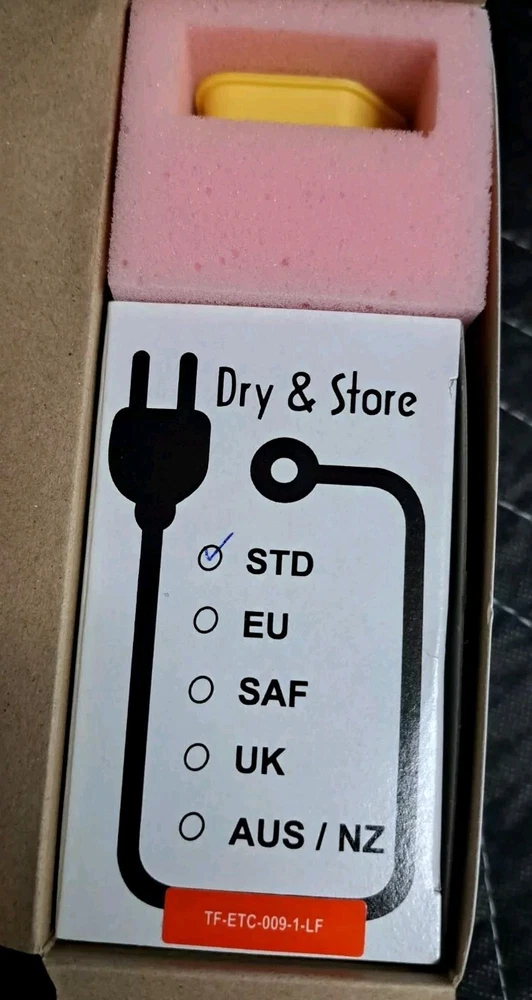 Dry & Store
STD
EU
SAF
UK
AUS / NZ
TF-ETC-009-1-LF